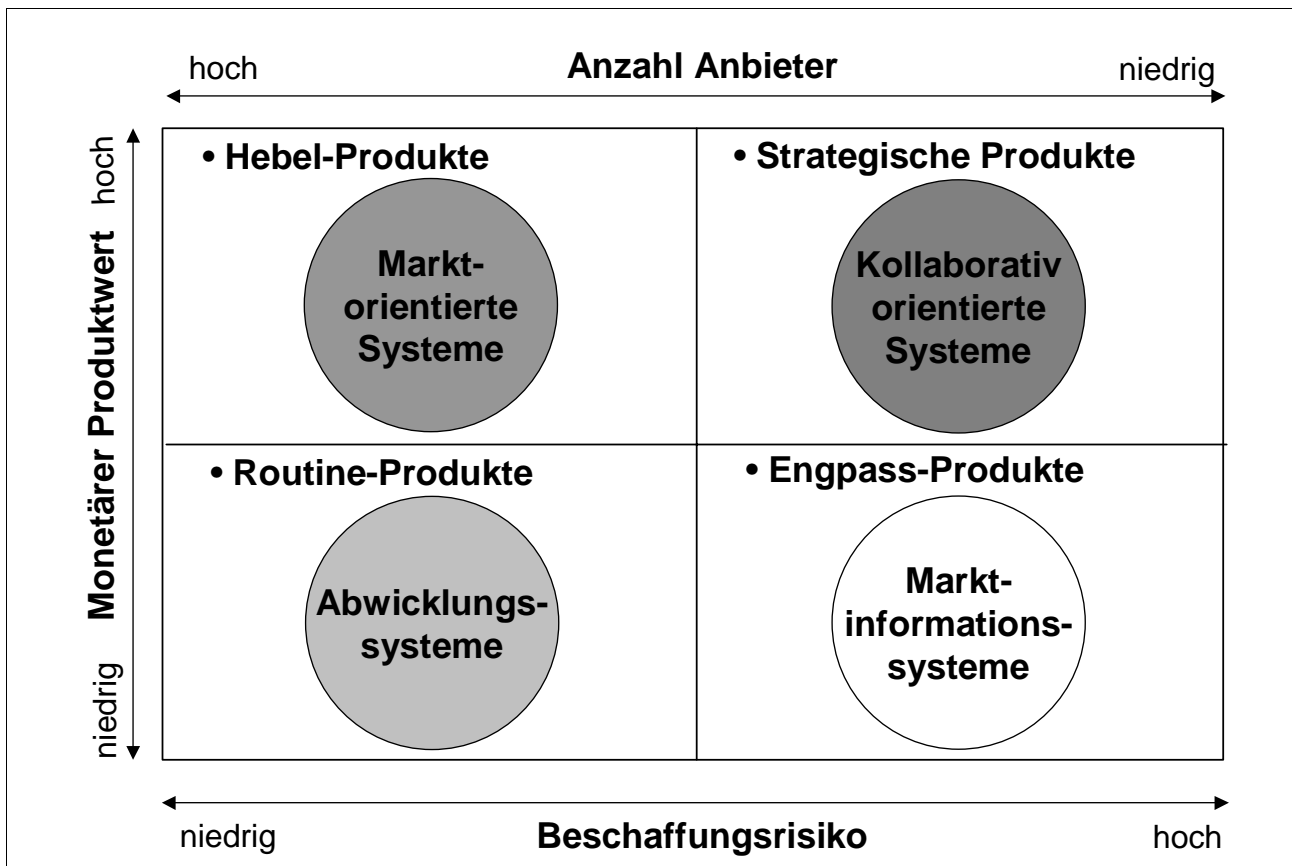 hoch
Anzahl Anbieter
niedrig
Monetärer Produktwert
hoch
niedrig
• Hebel-Produkte
Markt-
orientierte
Systeme
• Strategische Produkte
Kollaborativ
orientierte
Systeme
• Routine-Produkte
Abwicklungs-
systeme
• Engpass-Produkte
Markt-
informations-
systeme
niedrig
Beschaffungsrisiko
hoch